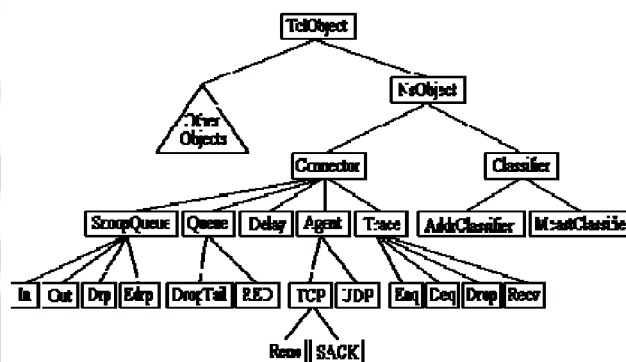 TclObject
NsObject
Other
Objects
Connector
Classifier
SnoopQueue
Queue
Delay
Agent
Trace
AddrClassifier
McastClassifie
In
Out
Drp
Edrp
DropTail
RED
TCP
UDP
Enq
Deq
Drop
Recv
Reno
SACK